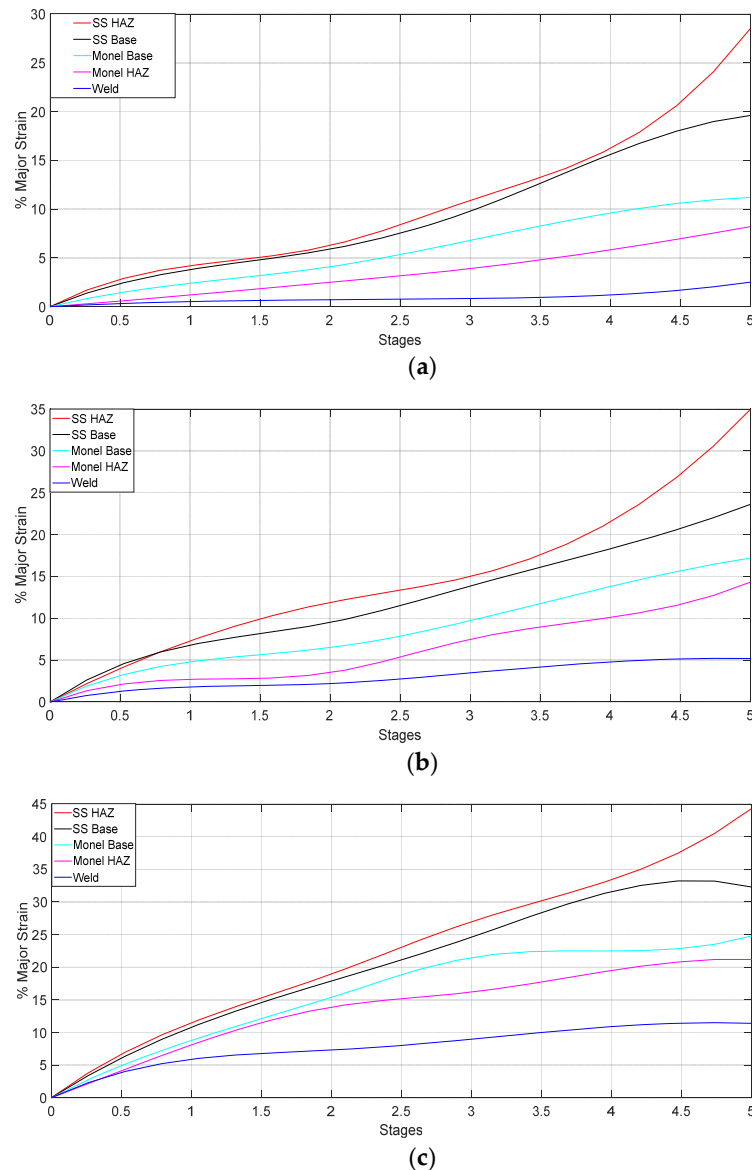 30
25
20
15
10
5
0
% Major Strain
SS HAZ
SS Base
Monel Base
Monel HAZ
Weld
0 0.5 1 1.5 2 2.5 3 3.5 4 4.5 5
Stages
(a)
35
30
25
20
15
10
5
0
% Major Strain
SS HAZ
SS Base
Monel Base
Monel HAZ
Weld
0 0.5 1 1.5 2 2.5 3 3.5 4 4.5 5
Stages
(b)
45
40
35
30
25
20
15
10
5
0
% Major Strain
SS HAZ
SS Base
Monel Base
Monel HAZ
Weld
0 0.5 1 1.5 2 2.5 3 3.5 4 4.5 5
Stages
(c)